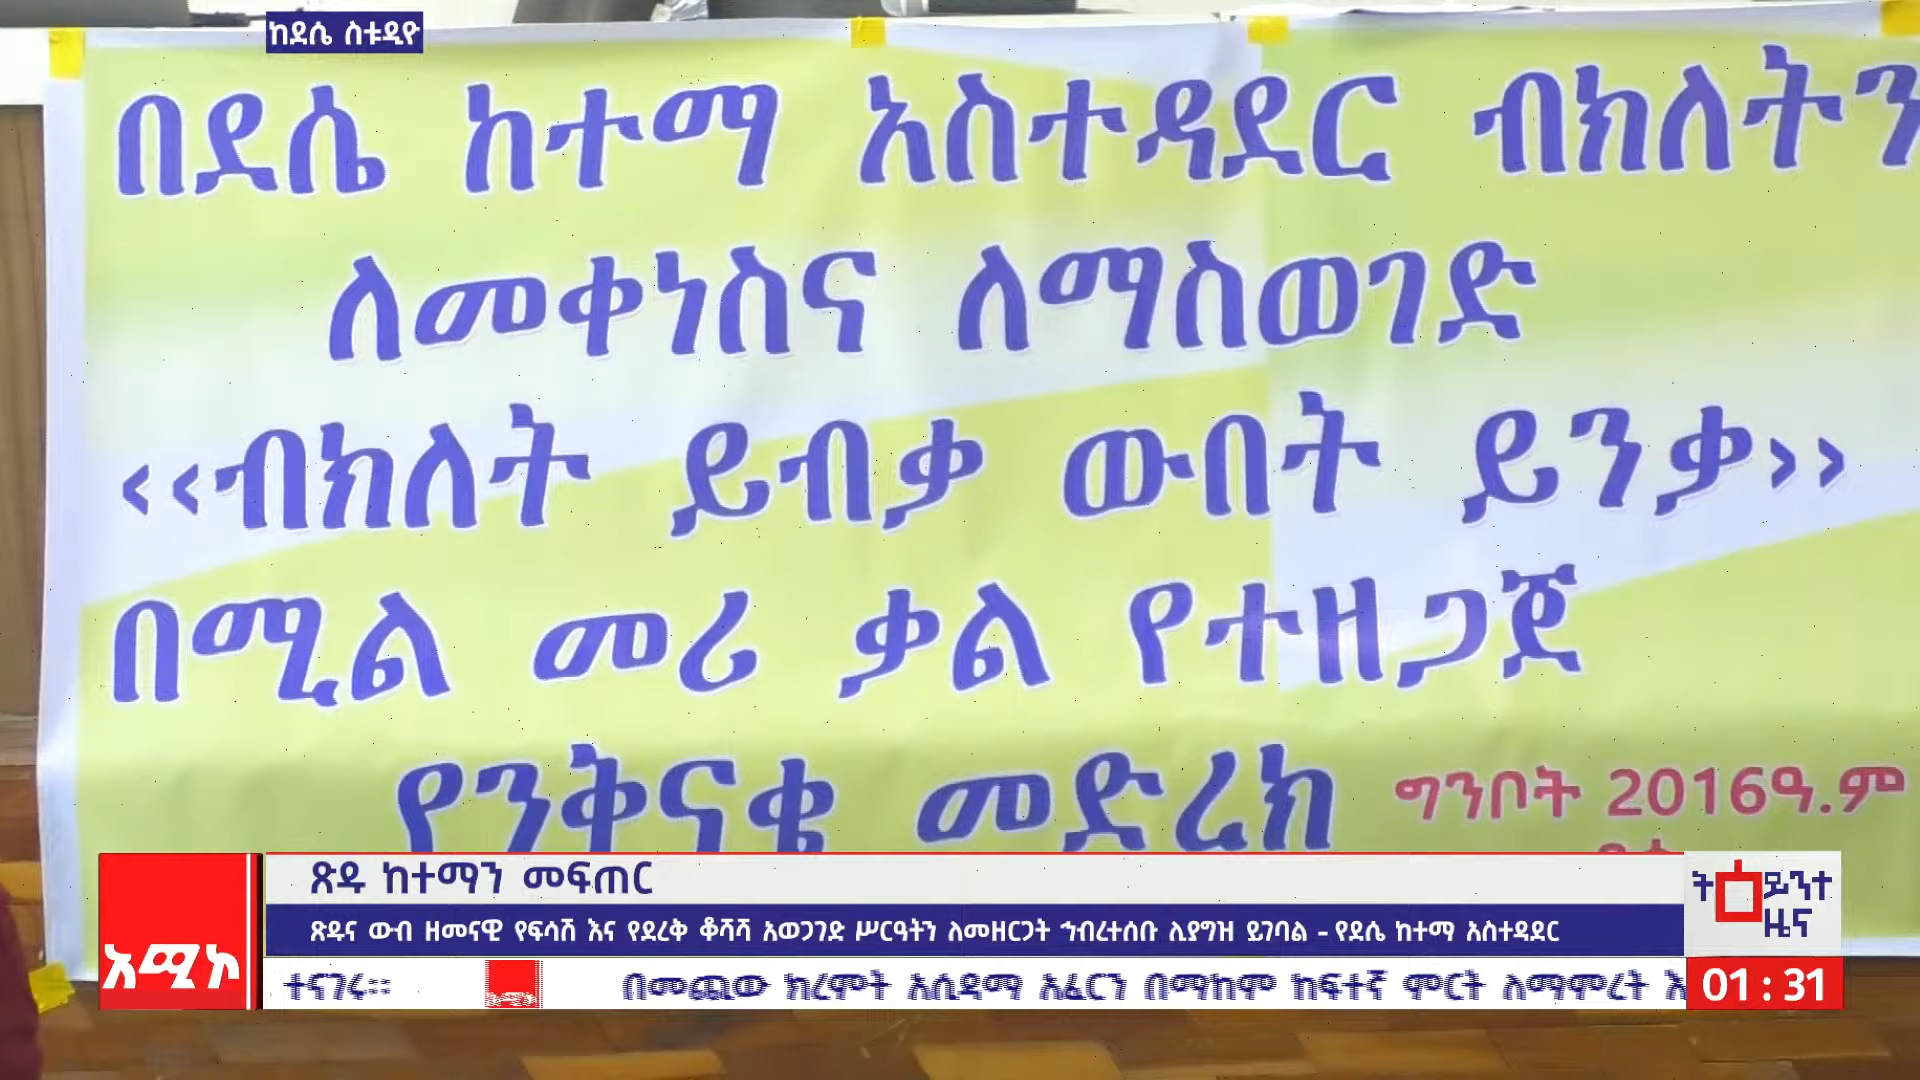 ከደሴ ስቱዲዮ
በደሴ ከተማ አስተዳደር ብክለትን
ለመቀነስና ለማስወገድ
‹‹ብክለት ይብቃ ውበት ይንቃ››
በሚል መሪ ቃል የተዘጋጀ
የንቅናቄ መድረክ ግንቦት 2016ዓ.ም
ጽዱ ከተማን መፍጠር
ጽዱና ውብ ዘመናዊ የፍሳሽ እና የደረቅ ቆሻሻ አወጋገድ ሥርዓትን ለመዘርጋት ኅብረተሰቡ ሊያግዝ ይገባል - የደሴ ከተማ አስተዳደር
አሚኮ
ተናገሩ። በመጪው ክረምት አሲዳማ አፈርን በማከም ከፍተኛ ምርት ለማምረት
ትዕይንተ
ዜና
01:31